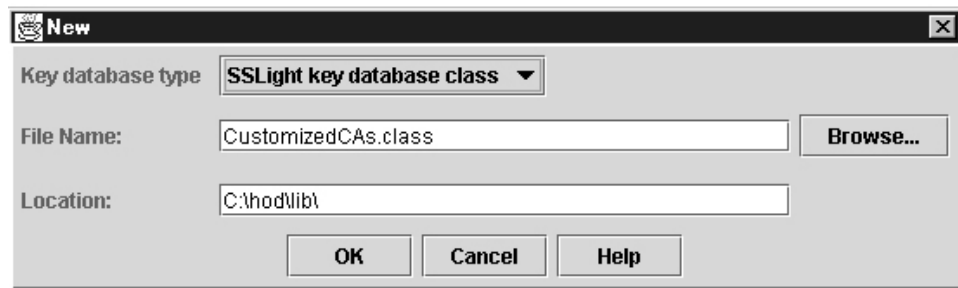 New
Key database type SSLight key database class
File Name: CustomizedCAs.class Browse...
Location: C:\hod\lib\
OK Cancel Help